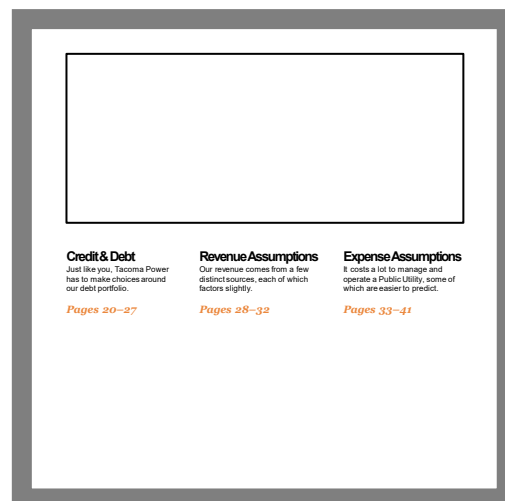 Credit & Debt
Just like you, Tacoma Power
has to make choices around
our debt portfolio.
Pages 20–27
Revenue Assumptions
Our revenue comes from a few
distinct sources, each of which
factors slightly.
Pages 28–32
Expense Assumptions
It costs a lot to manage and
operate a Public Utility, some of
which are easier to predict.
Pages 33–41